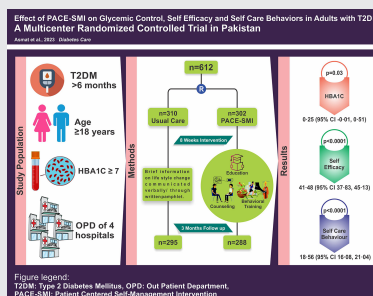 Effect of PACE-SMI on Glycemic Control, Self Efficacy and Self Care Behaviors in Adults with T2D
A Multicenter Randomized Controlled Trial in Pakistan
Asmat et al., 2023 Diabetes Care
Study Population
T2DM
>6 months
Age
≥18 years
HBA1C ≥ 7
OPD of 4
hospitals
Methods
n=612
R
n=310
Usual Care
n=302
PACE-SMI
8 Weeks Intervention
Brief information
on life style change
communicated
verbally/ through
written pamphlet.
Education
Counseling
Behavioral
Training
3 Months Follow up
n=295
n=288
Results
p=0.03
HBA1C
0-25 (95% CI -0-01, 0-51)
p<0.0001
Self
Efficacy
41-48 (95% CI 37-83, 45-13)
p<0.0001
Self Care
Behaviour
18-56 (95% CI 16-08, 21-04)
Figure legend:
T2DM: Type 2 Diabetes Mellitus, OPD: Out Patient Department,
PACE-SMI: Patient Centered Self-Management Intervention